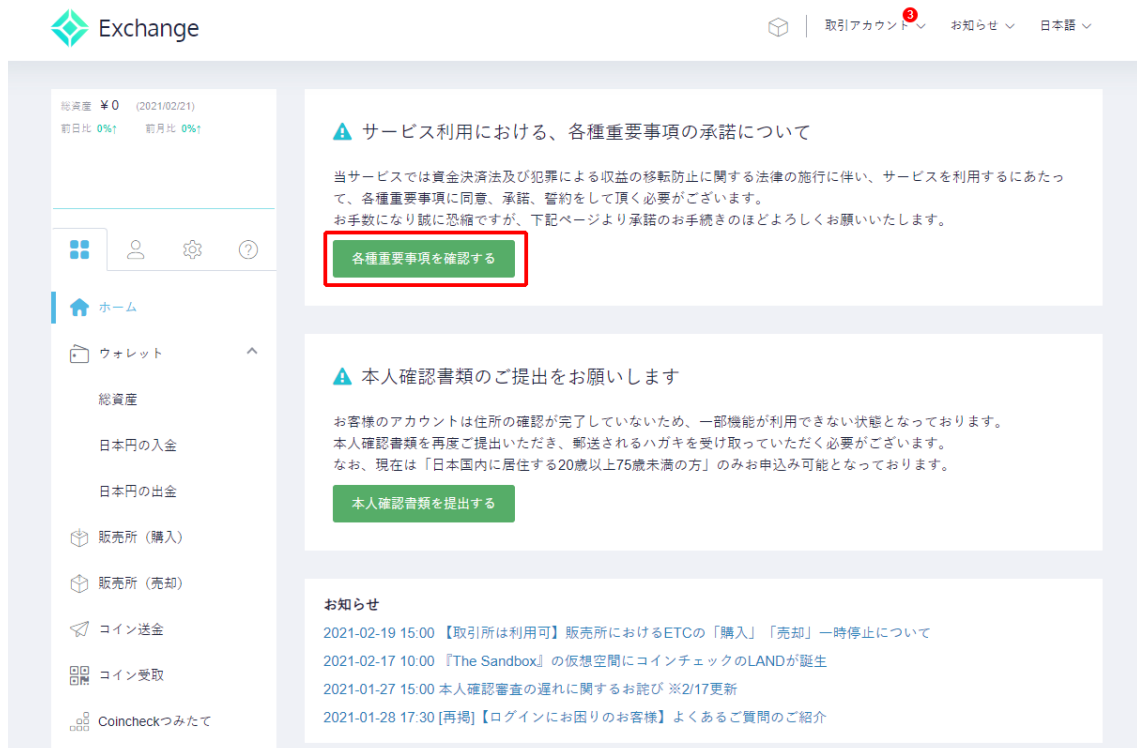 Exchange
3
取引アカウント
お知らせ
日本語
総資産 ¥0 (2021/02/21)
前日比 0%↑ 前月比 0%↑
ホーム
ウォレット
総資産
日本円の入金
日本円の出金
販売所（購入）
販売所（売却）
コイン送金
コイン受取
Coincheckつみたて
サービス利用における、各種重要事項の承諾について
当サービスでは資金決済法及び犯罪による収益の移転防止に関する法律の施行に伴い、サービスを利用するにあたっ
て、各種重要事項に同意、承諾、誓約をして頂く必要がございます。
お手数になり誠に恐縮ですが、下記ページより承諾のお手続きのほどよろしくお願いいたします。
各種重要事項を確認する
本人確認書類のご提出をお願いします
お客様のアカウントは住所の確認が完了していないため、一部機能が利用できない状態となっております。
本人確認書類を再度ご提出いただき、郵送されるハガキを受け取っていただく必要がございます。
なお、現在は「日本国内に居住する20歳以上75歳未満の方」のみお申込み可能となっております。
本人確認書類を提出する
お知らせ
2021-02-19 15:00 【取引所は利用可】販売所におけるETCの「購入」「売却」一時停止について
2021-02-17 10:00 『The Sandbox』の仮想空間にコインチェックのLANDが誕生
2021-01-27 15:00 本人確認審査の遅れに関するお詫び ※2/17更新
2021-01-28 17:30 [再掲]【ログインにお困りのお客様】よくあるご質問のご紹介